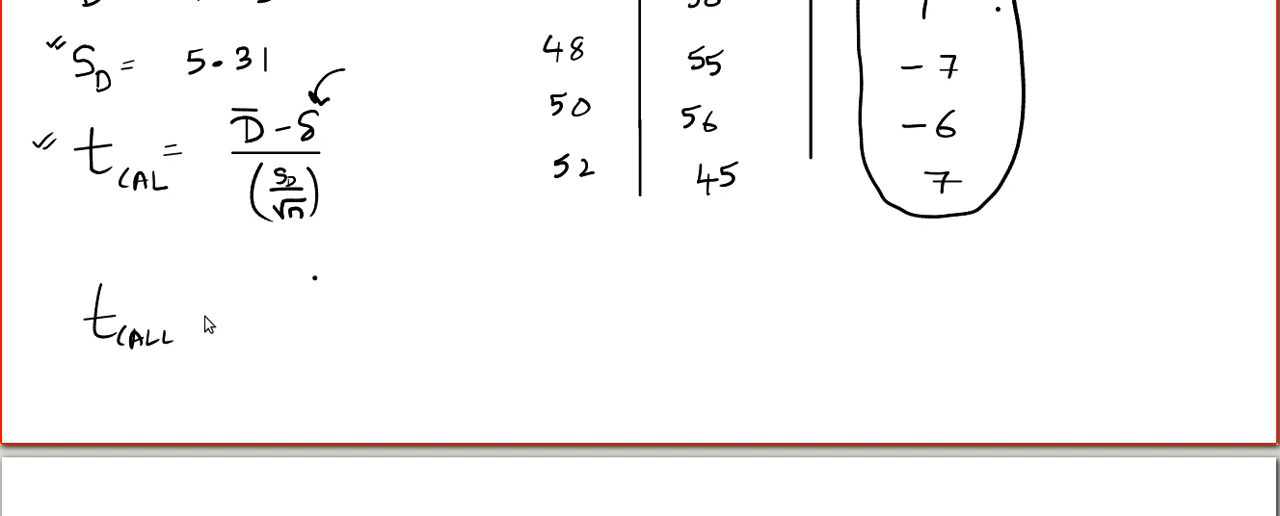 S_D = 5.31
t_CAL = (D̅ - δ) / (S_D / √n)
48 55 -7
50 56 -6
52 45 7
t_CALL